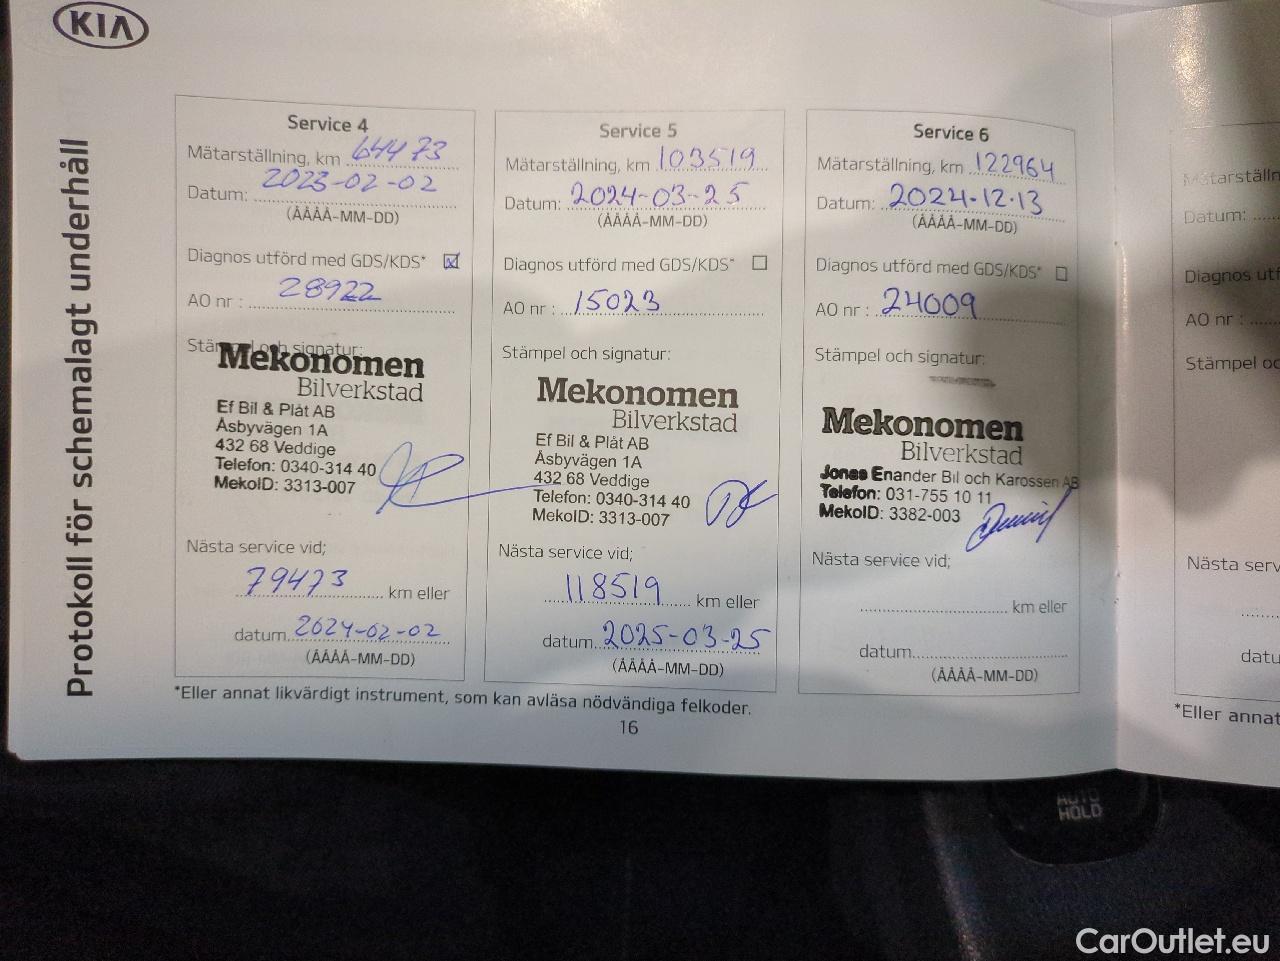 KIA
Protokoll för schemalagt underhåll
Service 4
Mätarställning, km 64473
Datum: 2023-02-02
(ÅÅÅÅ-MM-DD)
Diagnos utförd med GDS/KDS*
AO nr : 28922
Stämpel och signatur:
Mekonomen
Bilverkstad
Ef Bil & Plåt AB
Åsbyvägen 1A
432 68 Veddige
Telefon: 0340-314 40
MekoID: 3313-007
Nästa service vid;
79473 km eller
datum 2024-02-02
(ÅÅÅÅ-MM-DD)
Service 5
Mätarställning, km 103519
Datum: 2024-03-25
(ÅÅÅÅ-MM-DD)
Diagnos utförd med GDS/KDS*
AO nr : 15023
Stämpel och signatur:
Mekonomen
Bilverkstad
Ef Bil & Plåt AB
Åsbyvägen 1A
432 68 Veddige
Telefon: 0340-314 40
MekoID: 3313-007
Nästa service vid;
118519 km eller
datum 2025-03-25
(ÅÅÅÅ-MM-DD)
Service 6
Mätarställning, km 122964
Datum: 2024.12.13
(ÅÅÅÅ-MM-DD)
Diagnos utförd med GDS/KDS*
AO nr : 24009
Stämpel och signatur:
Mekonomen
Bilverkstad
Jonas Enander Bil och Karossen AB
Telefon: 031-755 10 11
MekoID: 3382-003
Nästa service vid;
km eller
datum
(ÅÅÅÅ-MM-DD)
*Eller annat likvärdigt instrument, som kan avläsa nödvändiga felkoder.
16
Mätarställn
Datum:
Diagnos utf
AO nr :
Stämpel oc
Nästa serv
datu
*Eller annat
AUTO
HOLD
CarOutlet.eu